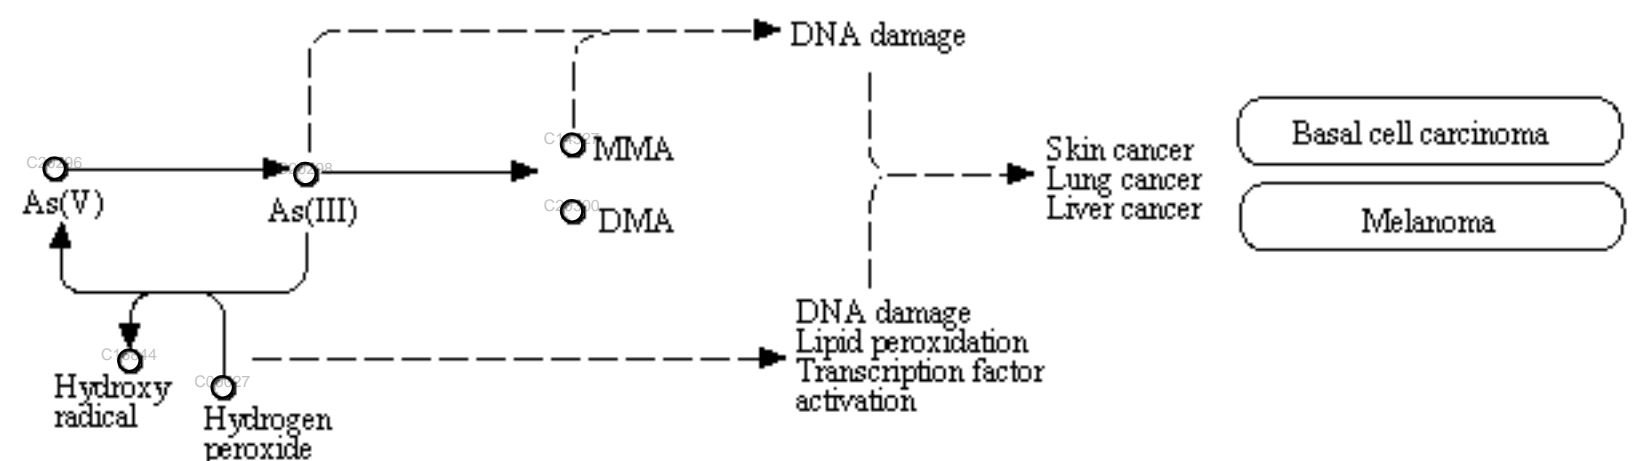 DNA damage
MMA
Skin cancer
Lung cancer
Liver cancer
Basal cell carcinoma
As(V)
As(III)
DMA
Melanoma
DNA damage
Lipid peroxidation
Transcription factor
activation
Hydroxy
radical
Hydrogen
peroxide